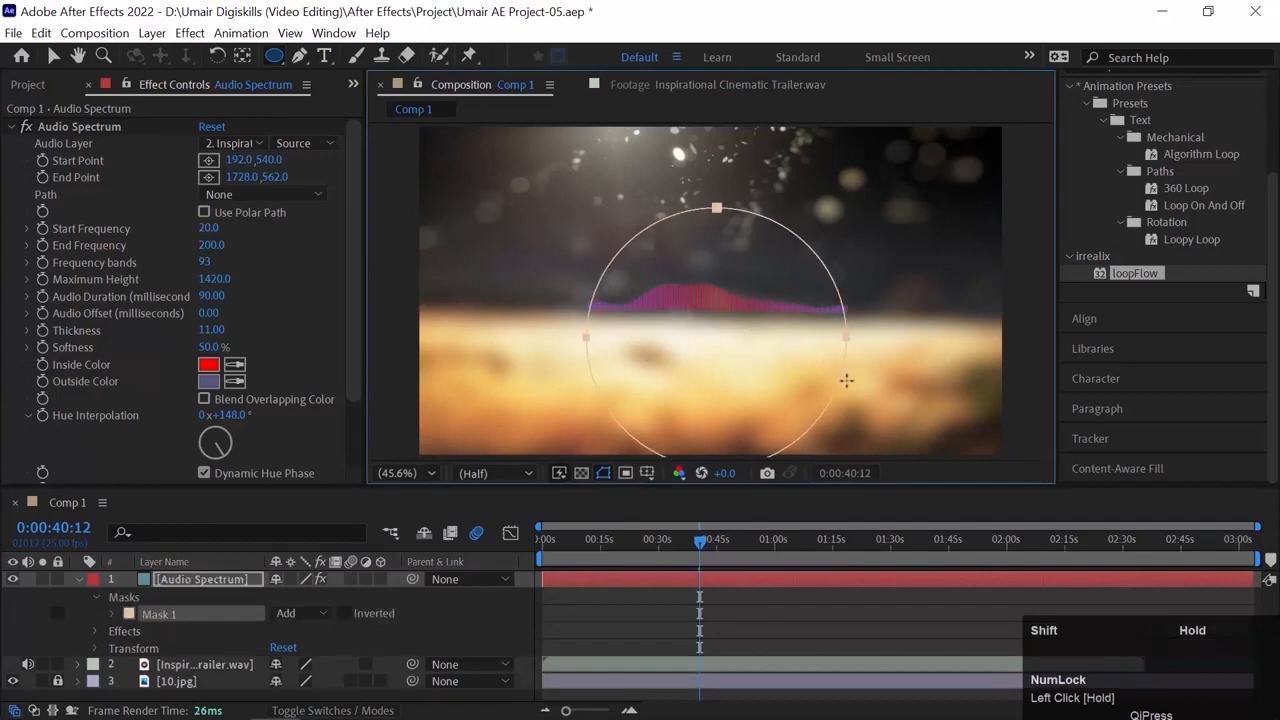 Adobe After Effects 2022 - D:\Umair Digiskills (Video Editing)\After Effects\Project\Umair AE Project-05.aep *
File Edit Composition Layer Effect Animation View Window Help
Default Learn Standard Small Screen Search Help
Project Effect Controls Audio Spectrum
Composition Comp 1
Footage Inspirational Cinematic Trailer.wav
Comp 1 • Audio Spectrum
Comp 1
fx Audio Spectrum Reset
Audio Layer 2. Inspirat Source
Start Point 192.0,540.0
End Point 1728.0,562.0
Path None
Use Polar Path
Start Frequency 20.0
End Frequency 200.0
Frequency bands 93
Maximum Height 1420.0
Audio Duration (millisecond 90.00
Audio Offset (milliseconds) 0.00
Thickness 11.00
Softness 50.0 %
Inside Color
Outside Color
Blend Overlapping Color
Hue Interpolation 0x+148.0°
Dynamic Hue Phase
(45.6%) (Half) +0.0 0:00:40:12
* Animation Presets
Presets
Text
Mechanical
Algorithm Loop
Paths
360 Loop
Loop On And Off
Rotation
Loopy Loop
irrealix
32 loopFlow
Align
Libraries
Character
Paragraph
Tracker
Content-Aware Fill
Comp 1
0:00:40:12
01012 (25.00 fps)
:00s 00:15s 00:30s 00:45s 01:00s 01:15s 01:30s 01:45s 02:00s 02:15s 02:30s 02:45s 03:00s
# Layer Name Parent & Link
1 [Audio Spectrum] None
Masks
Mask 1 Add Inverted
Effects
Transform Reset
2 [Inspir...railer.wav] None
3 [10.jpg] None
Frame Render Time: 26ms Toggle Switches / Modes
Shift Hold
NumLock
Left Click [Hold]
QiPress